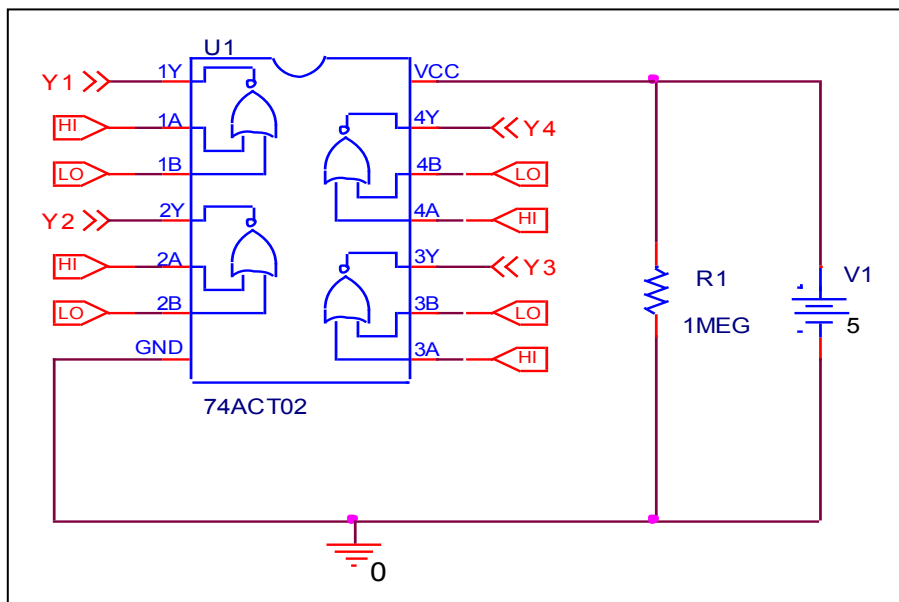 U1
Y1
1Y
VCC
HI
1A
4Y
Y4
LO
1B
4B
LO
Y2
2Y
4A
HI
HI
2A
3Y
Y3
LO
2B
3B
LO
GND
3A
HI
74ACT02
R1
1MEG
V1
5
0